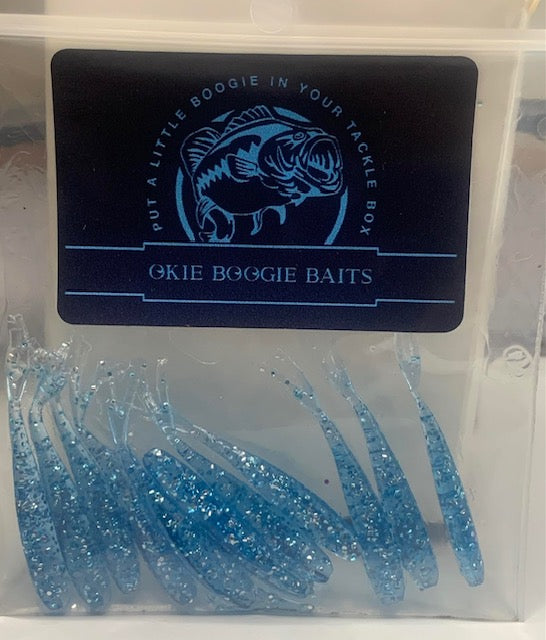 PUT A LITTLE BOOGIE IN YOUR TACKLE BOX
OKIE BOOGIE BAITS